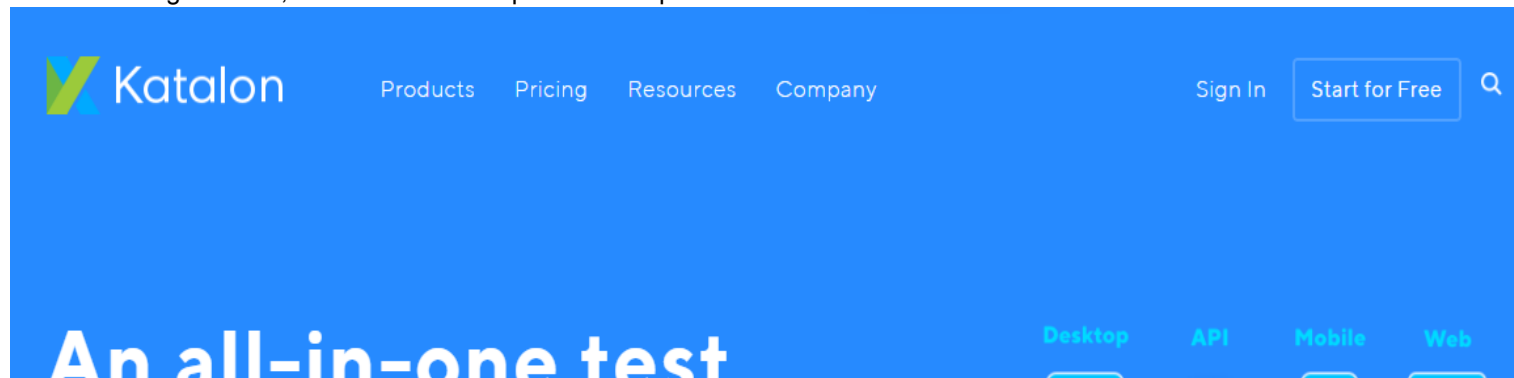 Katalon Products Pricing Resources Company Sign In Start for Free
Desktop API Mobile Web
An all-in-one test